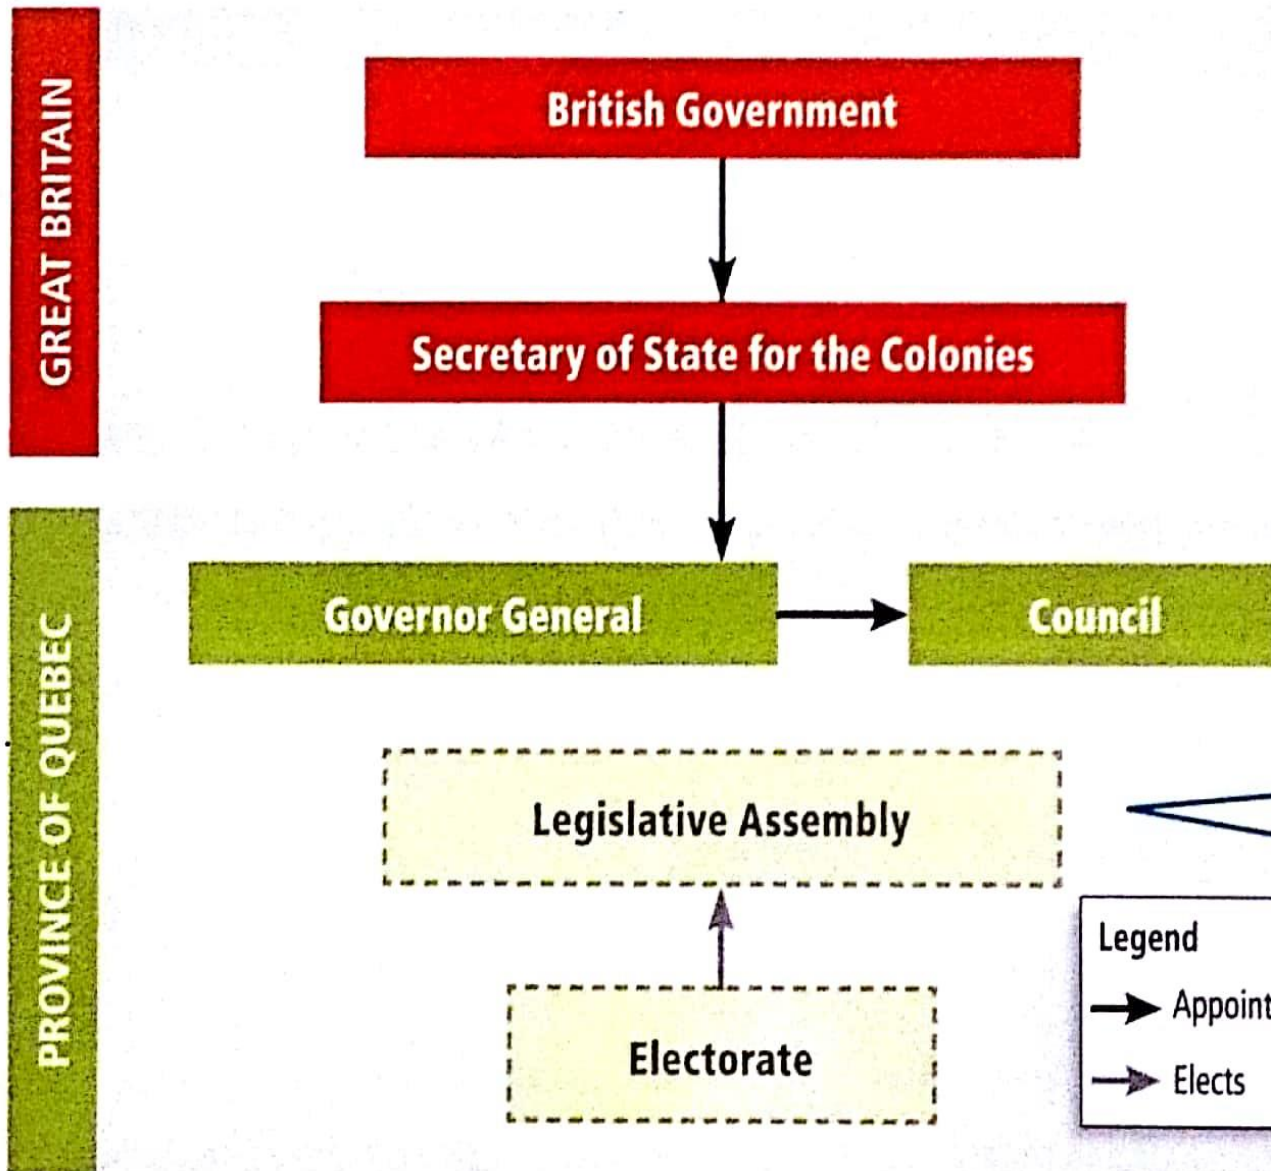 GREAT BRITAIN
British Government
Secretary of State for the Colonies
PROVINCE OF QUEBEC
Governor General
Council
Legislative Assembly
Electorate
Legend
Appoint
Elects